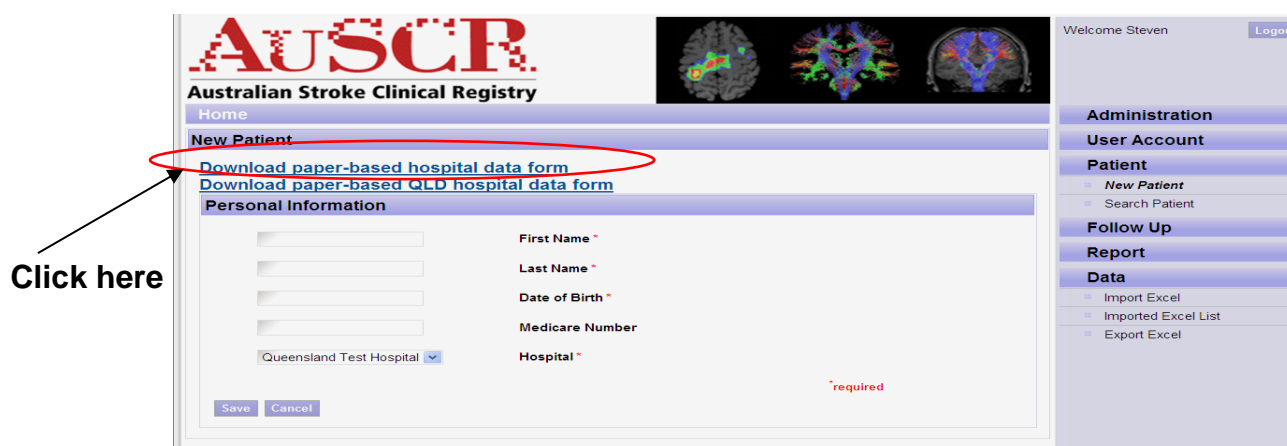 AuSCR.
Australian Stroke Clinical Registry
Home
New Patient
Download paper-based hospital data form
Download paper-based QLD hospital data form
Personal Information
First Name *
Last Name *
Date of Birth *
Medicare Number
Queensland Test Hospital Hospital *
*required
Save Cancel
Click here
Welcome Steven
Administration
User Account
Patient
New Patient
Search Patient
Follow Up
Report
Data
Import Excel
Imported Excel List
Export Excel